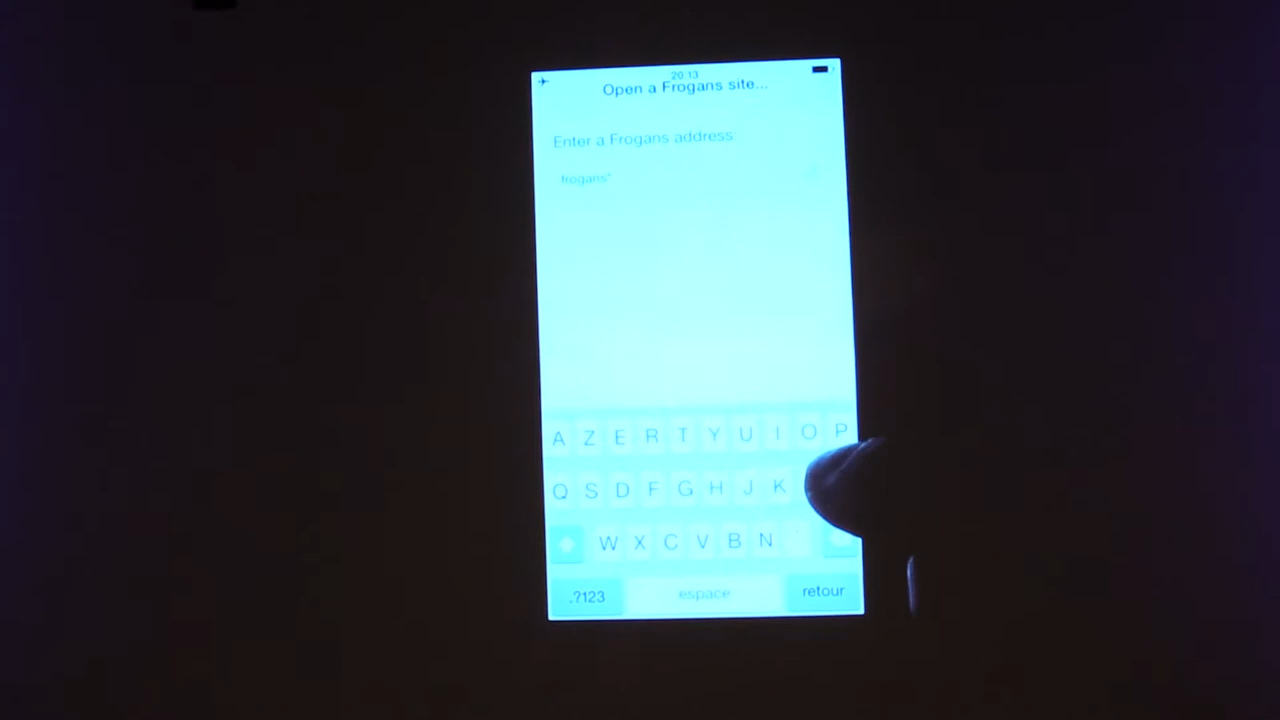 20:13
Open a Frogans site...
Enter a Frogans address:
frogans*
A Z E R T Y U I O P
Q S D F G H J K
W X C V B N '
.?123 espace retour